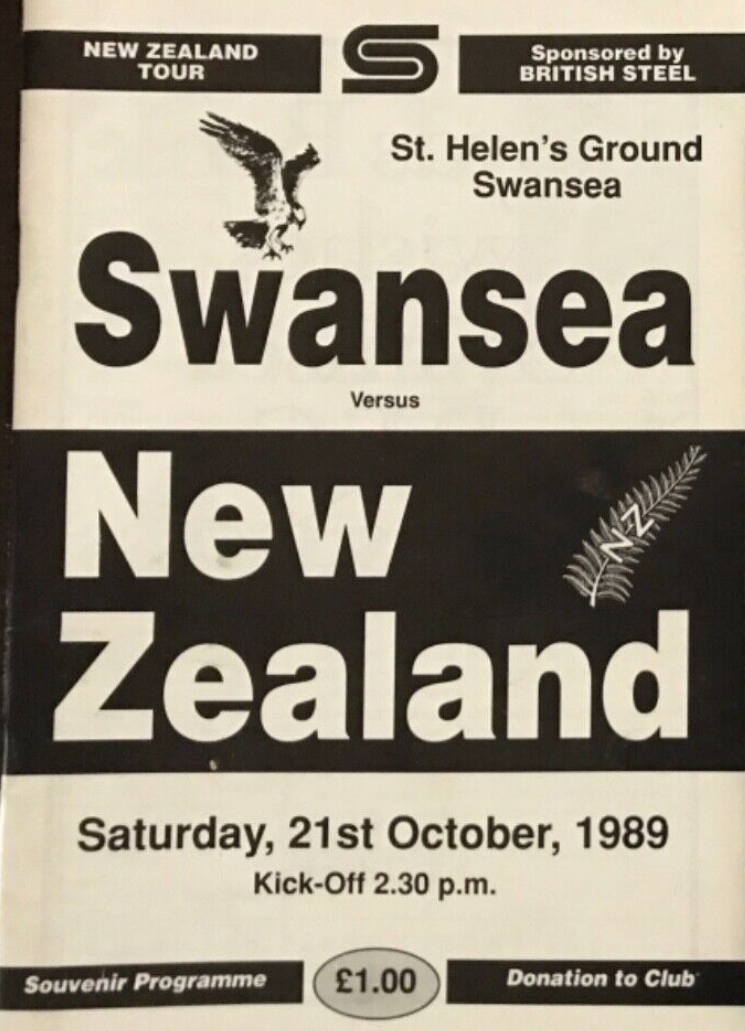 NEW ZEALAND
TOUR
Sponsored by
BRITISH STEEL
St. Helen's Ground
Swansea
Swansea
Versus
New
NZ
Zealand
Saturday, 21st October, 1989
Kick-Off 2.30 p.m.
Souvenir Programme
£1.00
Donation to Club